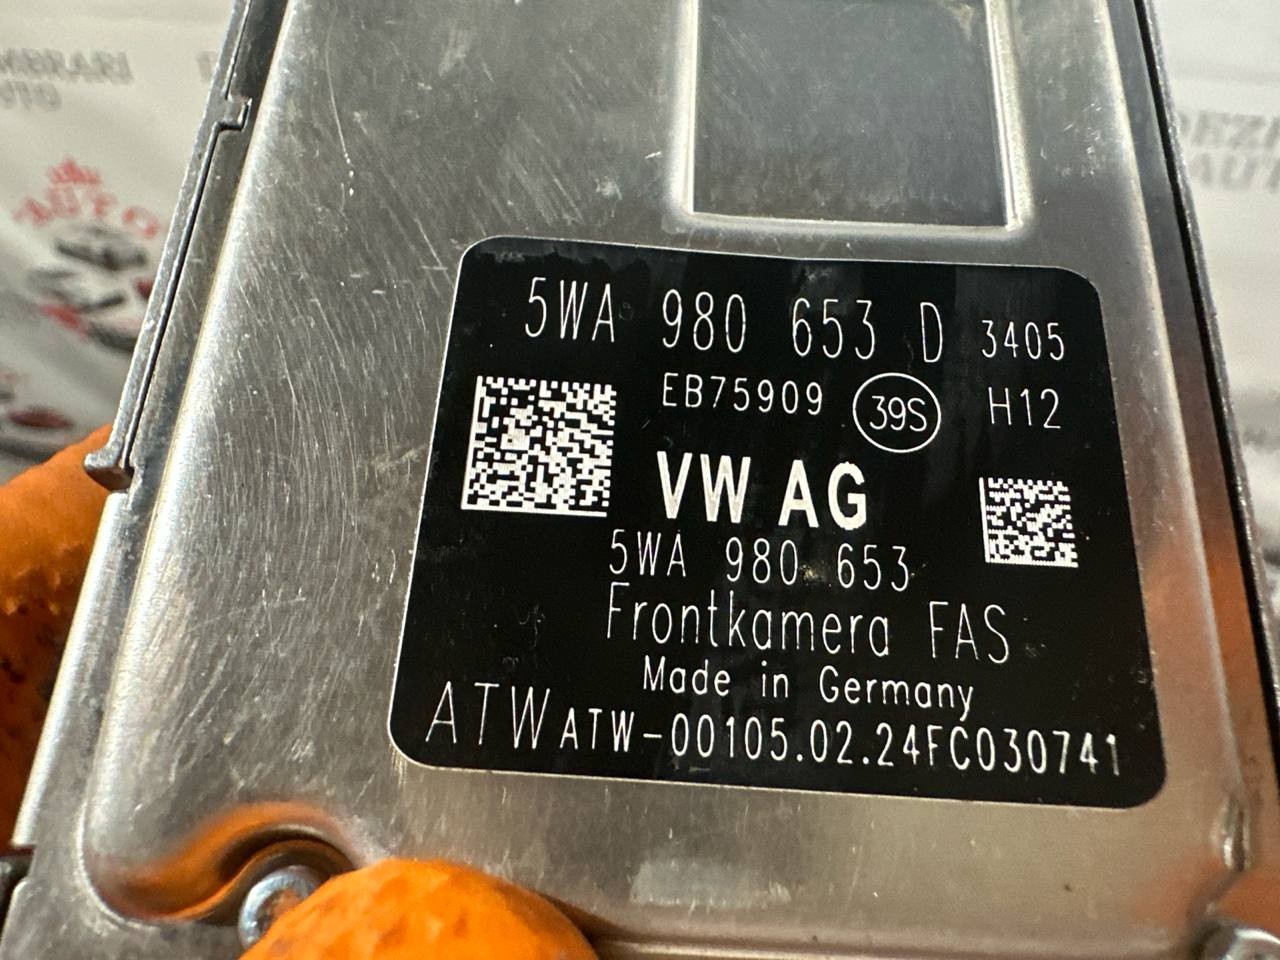 5WA 980 653 D 3405
EB75909 39S H12
VW AG
5WA 980 653
Frontkamera FAS
Made in Germany
ATW ATW-00105.02.24FC030741
AUTO